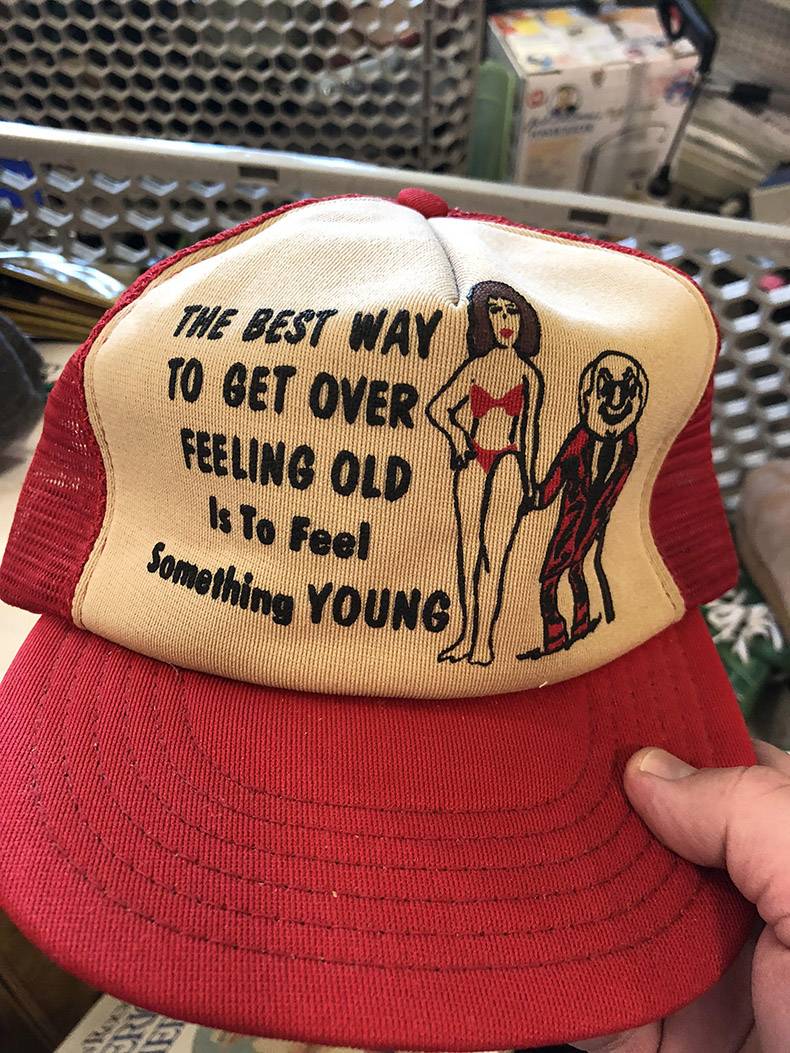 THE BEST WAY
TO GET OVER
FEELING OLD
Is To Feel
Something YOUNG